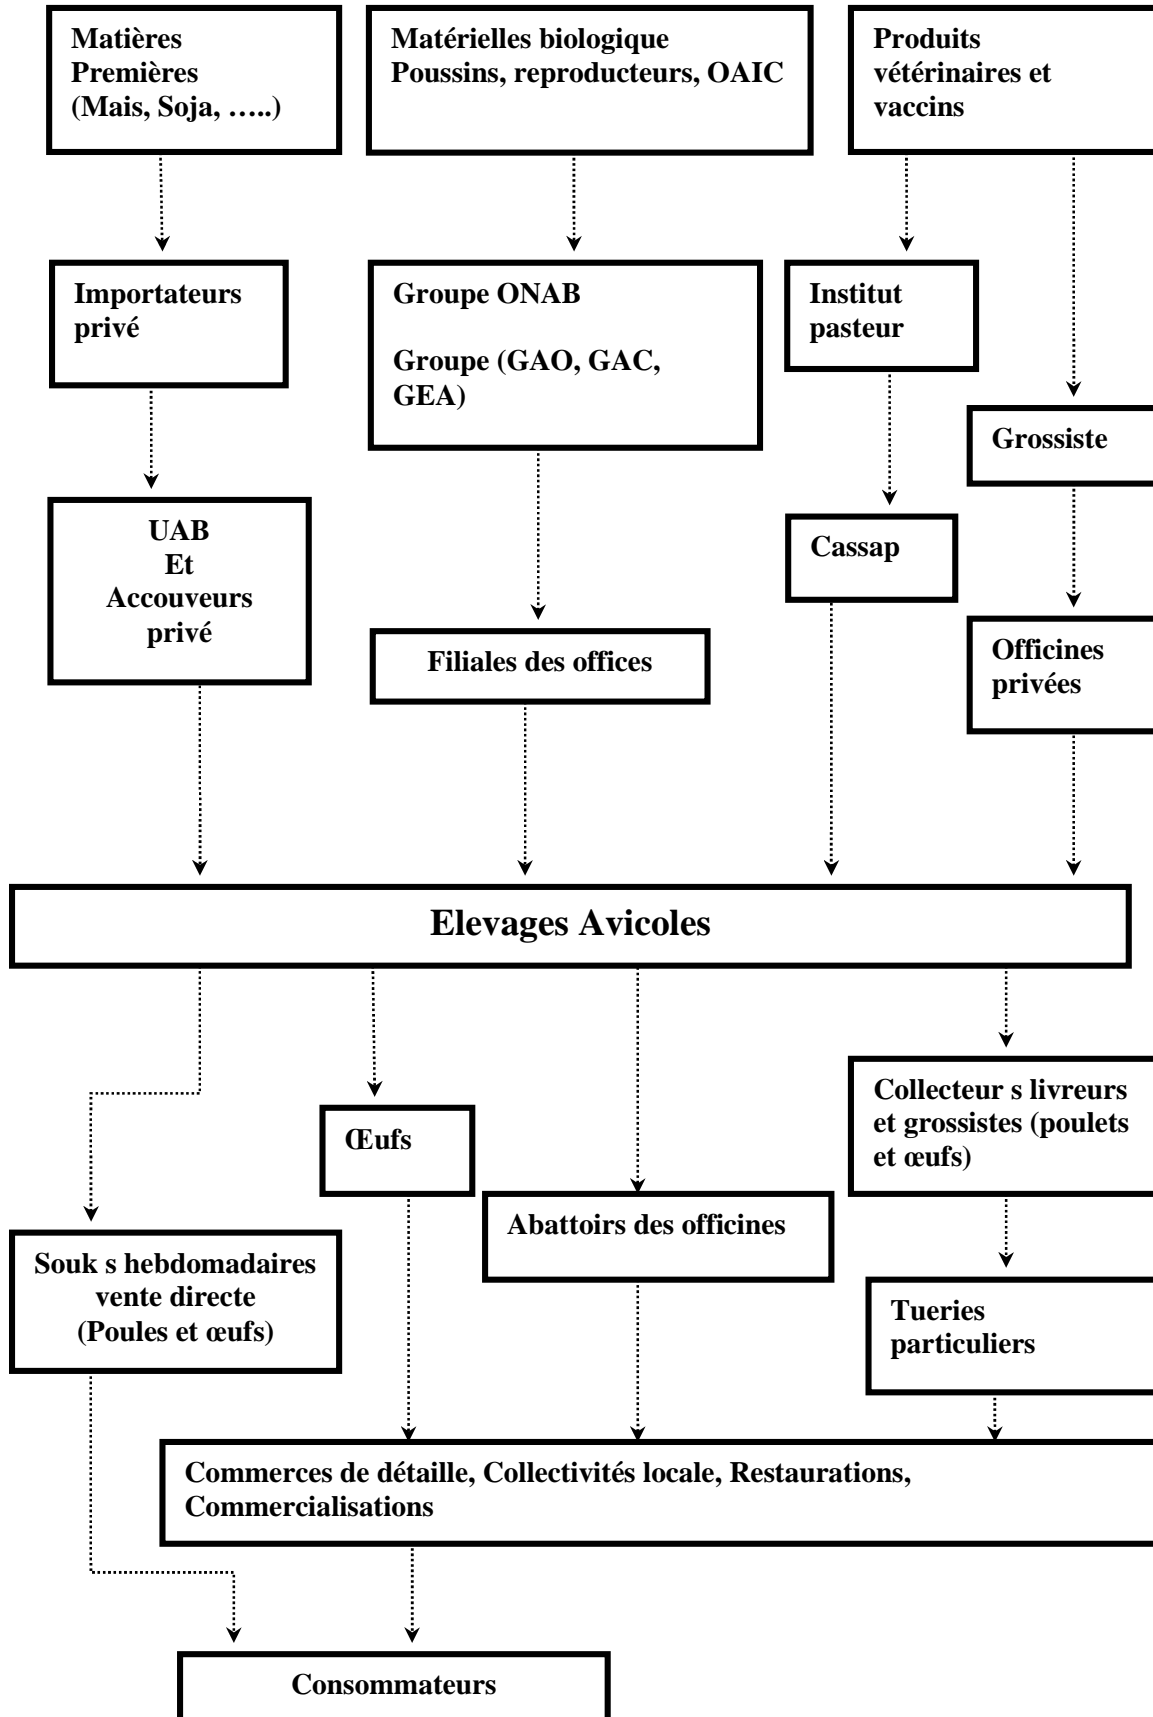 Matières
Premières
(Mais, Soja, …..)
Matérielles biologique
Poussins, reproducteurs, OAIC
Produits
vétérinaires et
vaccins
Importateurs
privé
Groupe ONAB
Groupe (GAO, GAC,
GEA)
Institut
pasteur
Grossiste
UAB
Et
Accouveurs
privé
Cassap
Filiales des offices
Officines
privées
Elevages Avicoles
Collecteur s livreurs
et grossistes (poulets
et œufs)
Œufs
Abattoirs des officines
Souk s hebdomadaires
vente directe
(Poules et œufs)
Tueries
particuliers
Commerces de détaille, Collectivités locale, Restaurations,
Commercialisations
Consommateurs